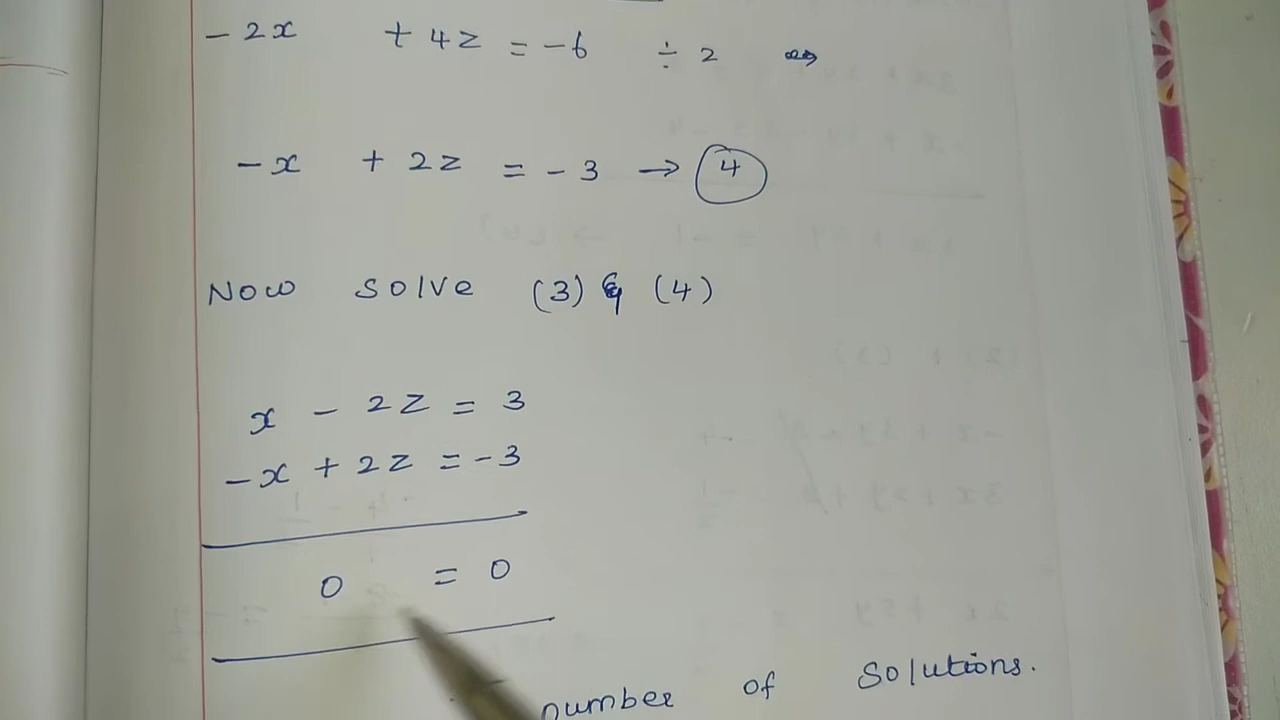 -2x + 4z = -6 ÷ 2 ⇒
-x + 2z = -3 → 4
Now solve (3) & (4)
x - 2z = 3
-x + 2z = -3
0 = 0
number of solutions.